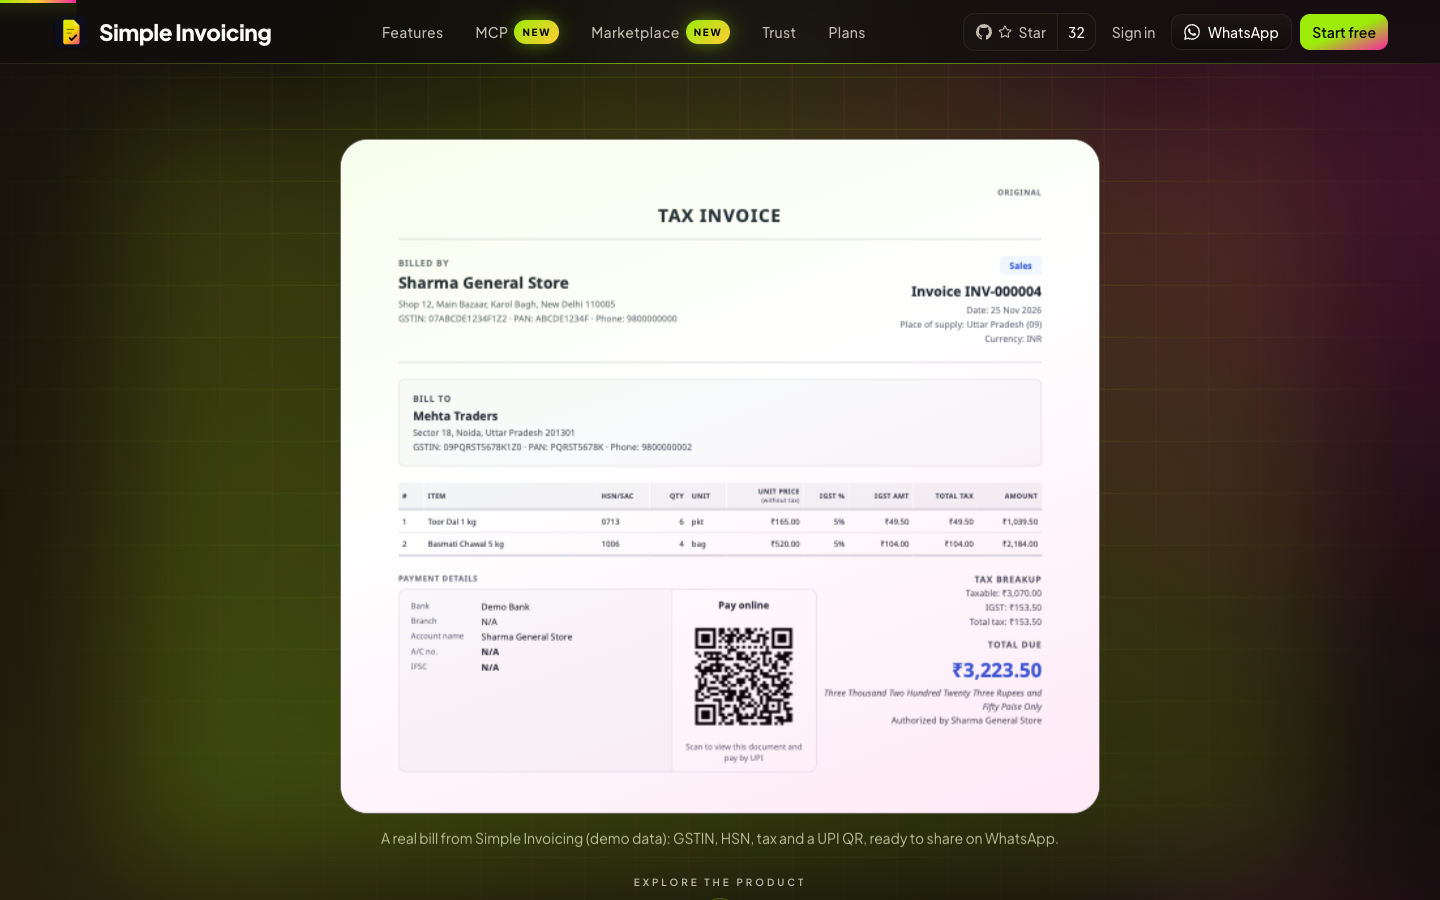 Simple Invoicing
Features
MCP NEW
Marketplace NEW
Trust
Plans
Star 32
Sign in
WhatsApp
Start free
ORIGINAL
TAX INVOICE
BILLED BY
Sharma General Store
Shop 12, Main Bazaar, Karol Bagh, New Delhi 110005
GSTIN: 07ABCDE1234F1Z2 · PAN: ABCDE1234F · Phone: 9800000000
Sales
Invoice INV-000004
Date: 25 Nov 2026
Place of supply: Uttar Pradesh (09)
Currency: INR
BILL TO
Mehta Traders
Sector 18, Noida, Uttar Pradesh 201301
GSTIN: 09PQRST5678K1Z0 · PAN: PQRST5678K · Phone: 9800000002
# ITEM HSN/SAC QTY UNIT UNIT PRICE (without tax) IGST % IGST AMT TOTAL TAX AMOUNT
1 Toor Dal 1 kg 0713 6 pkt ₹165.00 5% ₹49.50 ₹49.50 ₹1,039.50
2 Basmati Chawal 5 kg 1006 4 bag ₹520.00 5% ₹104.00 ₹104.00 ₹2,184.00
PAYMENT DETAILS
Bank Demo Bank
Branch N/A
Account name Sharma General Store
A/C no. N/A
IFSC N/A
Pay online
Scan to view this document and
pay by UPI
TAX BREAKUP
Taxable: ₹3,070.00
IGST: ₹153.50
Total tax: ₹153.50
TOTAL DUE
₹3,223.50
Three Thousand Two Hundred Twenty Three Rupees and
Fifty Paise Only
Authorized by Sharma General Store
A real bill from Simple Invoicing (demo data): GSTIN, HSN, tax and a UPI QR, ready to share on WhatsApp.
EXPLORE THE PRODUCT